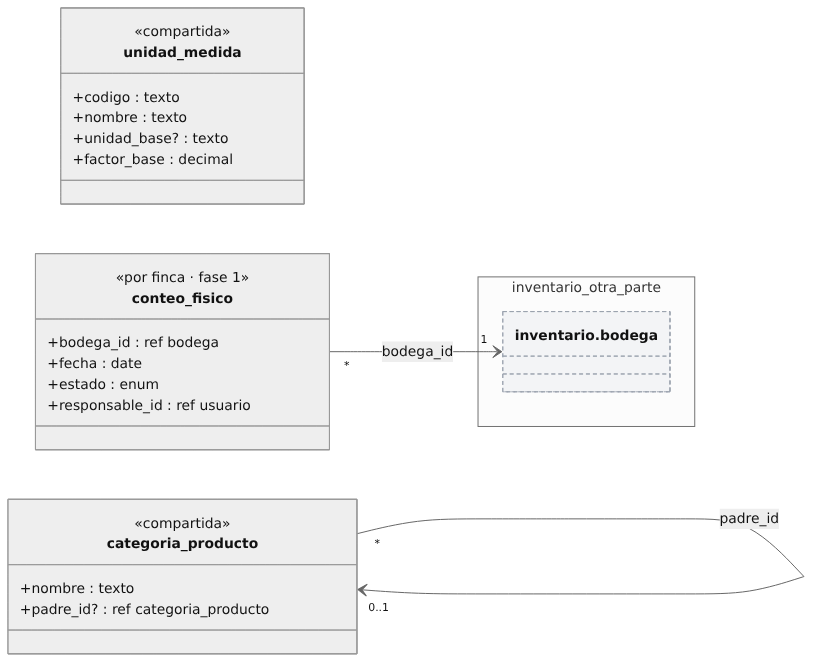 «compartida»
unidad_medida
+codigo : texto
+nombre : texto
+unidad_base? : texto
+factor_base : decimal
«por finca · fase 1»
conteo_fisico
+bodega_id : ref bodega
+fecha : date
+estado : enum
+responsable_id : ref usuario
*
bodega_id
1
inventario_otra_parte
inventario.bodega
«compartida»
categoria_producto
+nombre : texto
+padre_id? : ref categoria_producto
*
padre_id
0..1